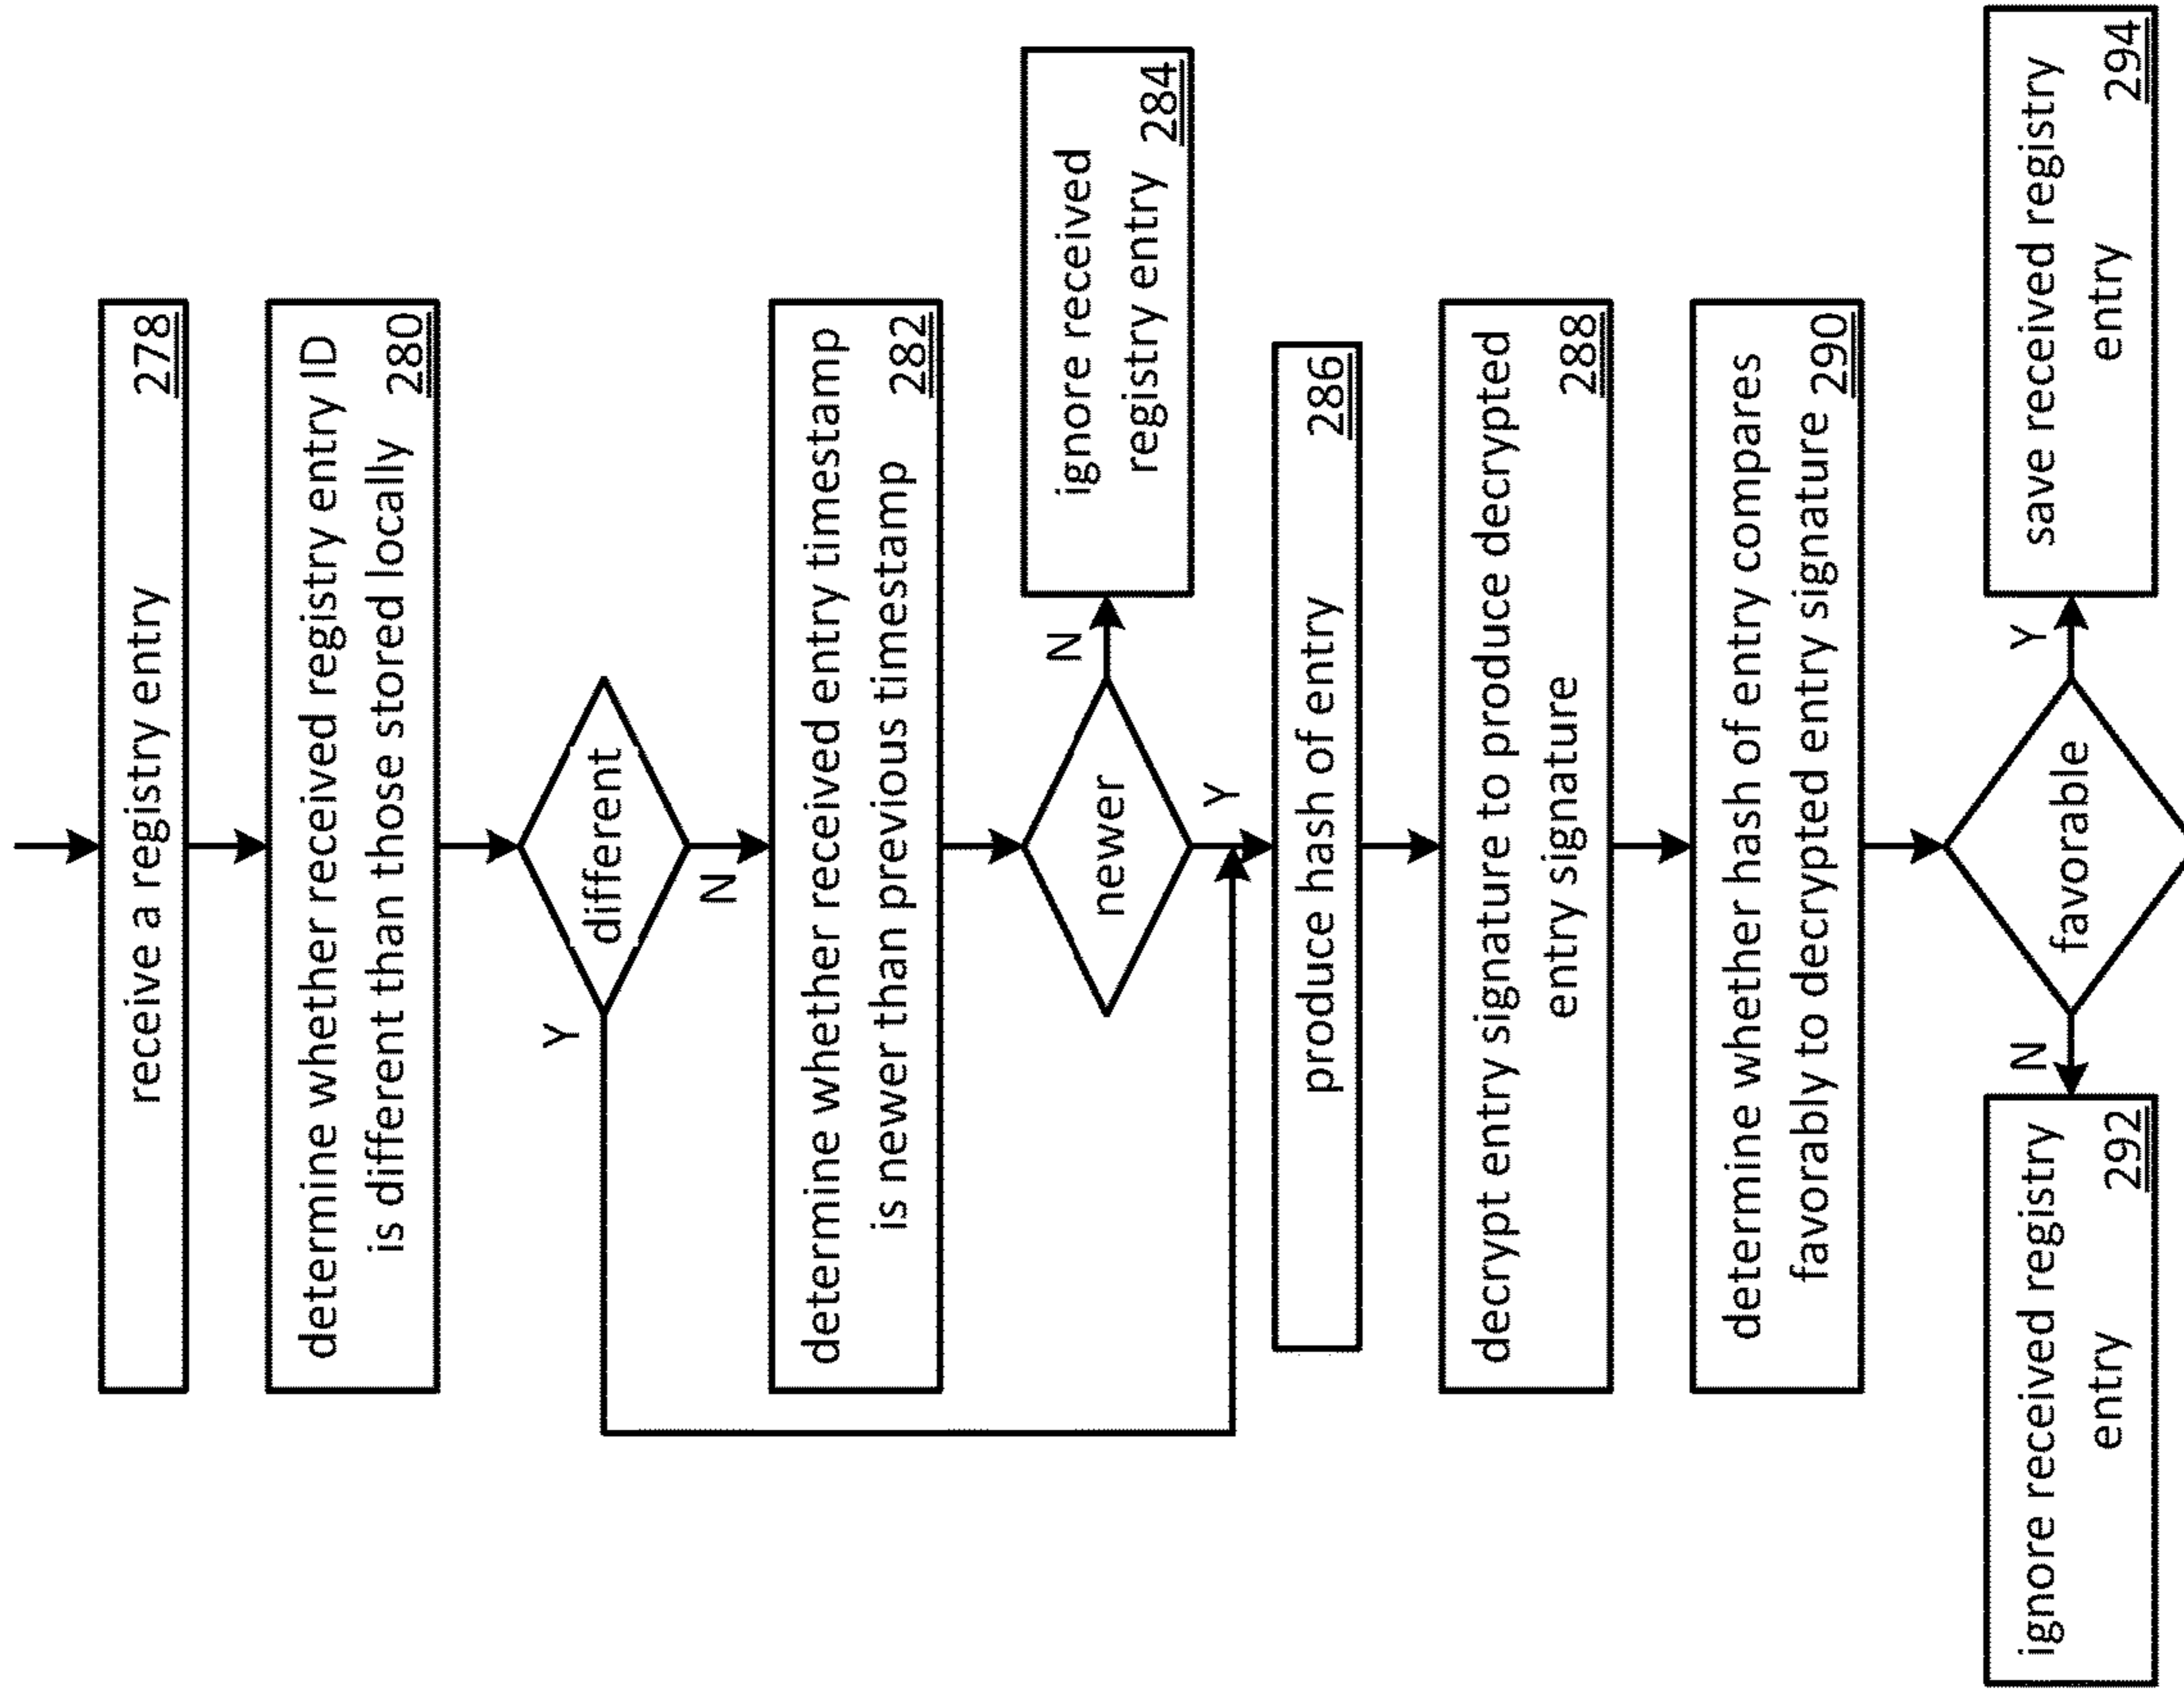 receive a registry entry 278
determine whether received registry entry ID
is different than those stored locally 280
different
Y
N
determine whether received entry timestamp
is newer than previous timestamp 282
newer
N
ignore received
registry entry 284
Y
produce hash of entry 286
decrypt entry signature to produce decrypted
entry signature 288
determine whether hash of entry compares
favorably to decrypted entry signature 290
favorable
N
Y
ignore received registry
entry 292
save received registry
entry 294